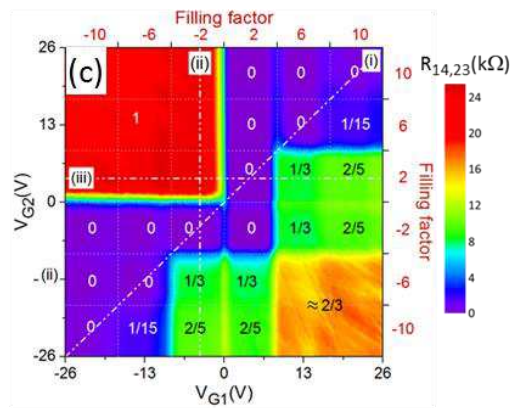 Filling factor
-10 -6 -2 2 6 10
R14,23(kΩ)
(c)
(ii)
(i)
26
0 0
10
24
1
13
0 0
1/15
6
20
(iii)
0
1/3 2/5
2
16
V_G2(V)
0
Filling factor
0 0 0
0
1/3 2/5
-2
12
-(ii)
0 0
1/3 1/3
-6
8
≈ 2/3
4
0 1/15
2/5 2/5
-10
0
-26
-26 -13 0 13 26
V_G1(V)